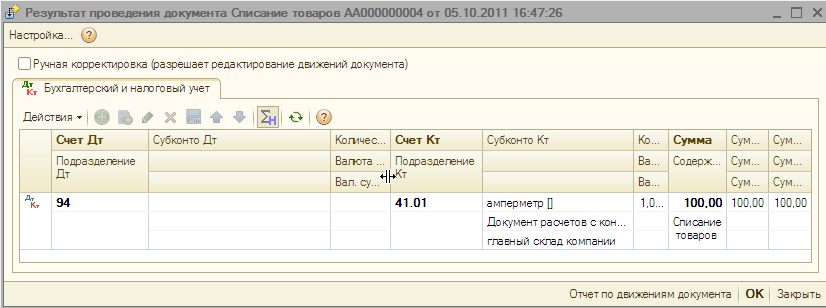 Результат проведения документа Списание товаров АА000000004 от 05.10.2011 16:47:26
Настройка...
Ручная корректировка (разрешает редактирование движений документа)
Дт Кт Бухгалтерский и налоговый учет
Действия
Счет Дт Субконто Дт Количес... Счет Кт Субконто Кт Ко... Сумма Сум... Сум...
Подразделение Дт Валюта ... Подразделение Кт Ва... Содерж... Сум... Сум...
Вал. су... Ва... Сум... Сум...
Дт Кт 94 41.01 амперметр [] 1,0... 100,00 100,00 100,00
Документ расчетов с кон... Списание товаров
главный склад компании
Отчет по движениям документа OK Закрыть